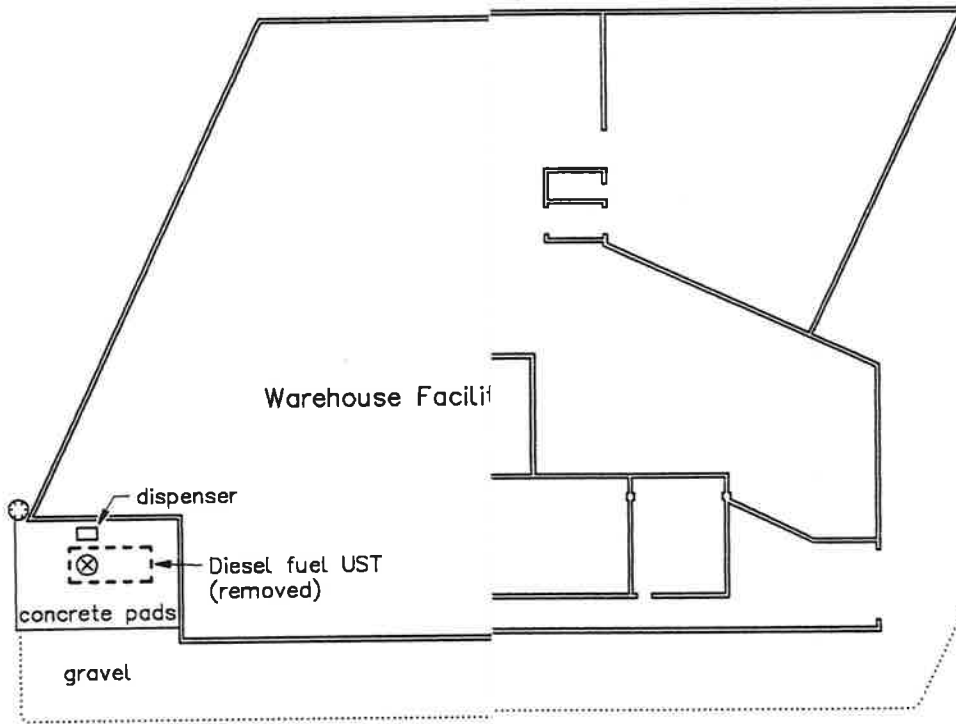 Warehouse Facili
dispenser
Diesel fuel UST
(removed)
concrete pads
gravel